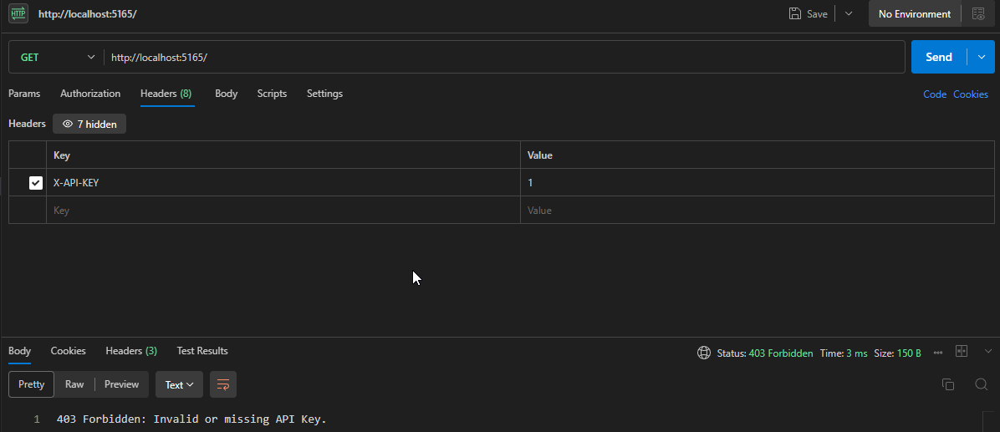 HTTP http://localhost:5165/ Save No Environment
GET http://localhost:5165/ Send
Params Authorization Headers (8) Body Scripts Settings Code Cookies
Headers 7 hidden
Key Value
X-API-KEY 1
Key Value
Body Cookies Headers (3) Test Results Status: 403 Forbidden Time: 3 ms Size: 150 B
Pretty Raw Preview Text
1 403 Forbidden: Invalid or missing API Key.